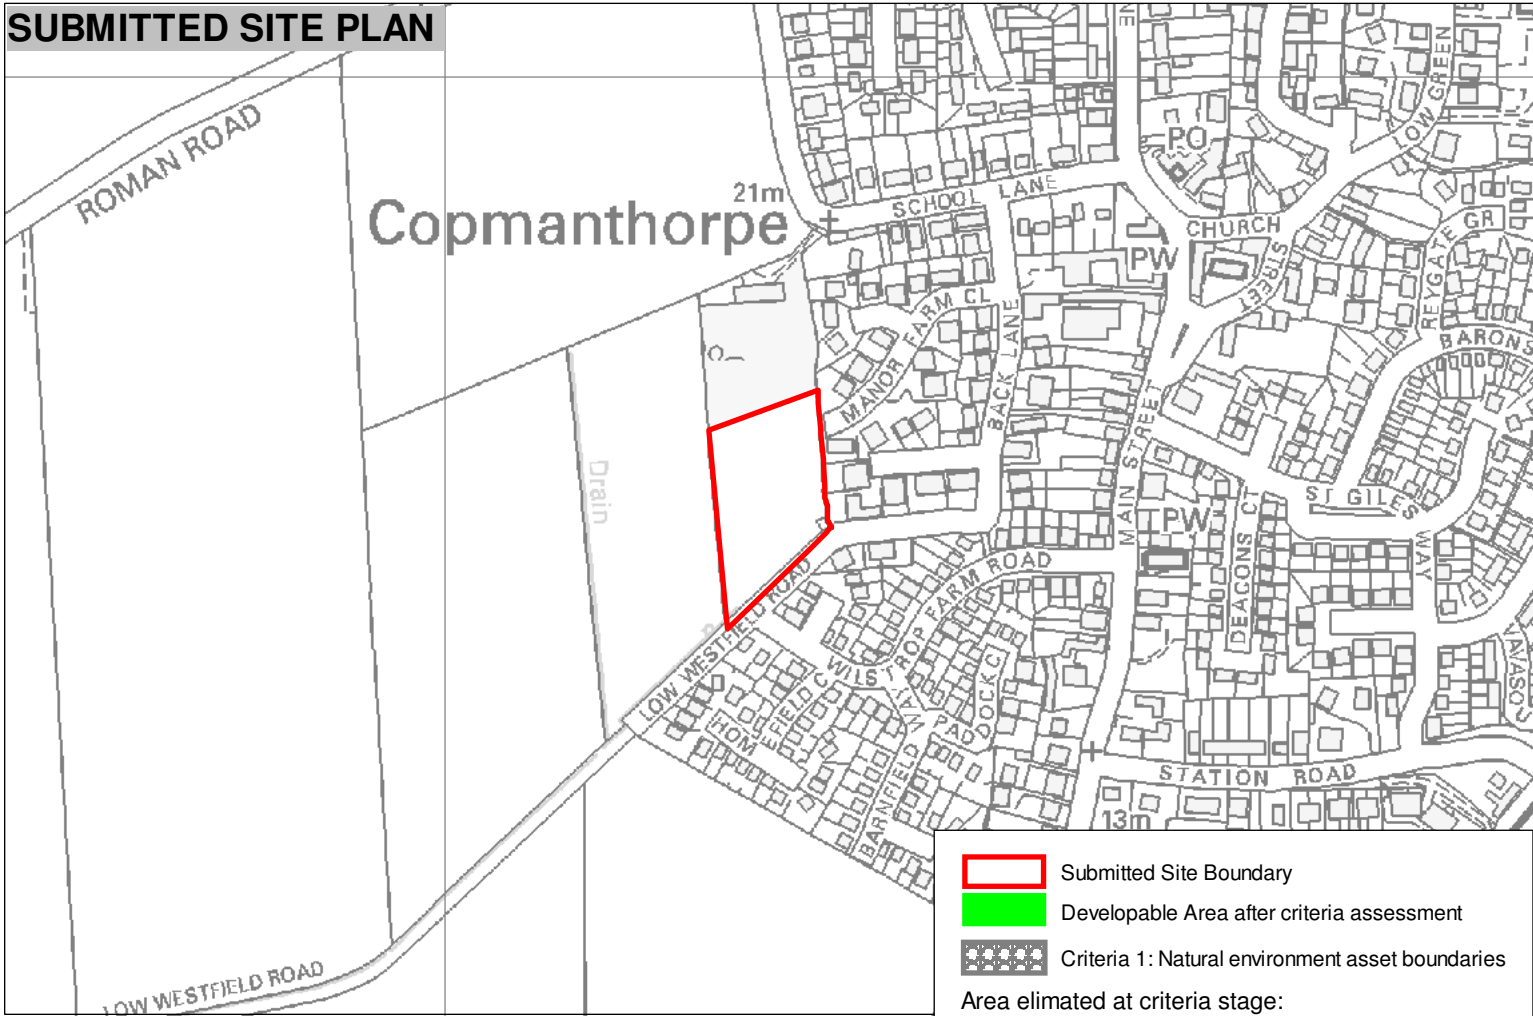 SUBMITTED SITE PLAN
ROMAN ROAD
Copmanthorpe
21m
SCHOOL LANE
PO
OW GREEN
CHURCH
STREET
PW
REYGATE GR
BARONS
MANOR FARM CL
BACK LANE
MAIN STREET
Drain
ST GILES
WAY
PW
DEACONS CT
LOW WESTFIELD ROAD
WILSTROP FARM ROAD
HOM
EFIELD C
BARNFIELD WAY
PADDOCK C
STATION ROAD
13m
LOW WESTFIELD ROAD
Submitted Site Boundary
Developable Area after criteria assessment
Criteria 1: Natural environment asset boundaries
Area elimated at criteria stage: